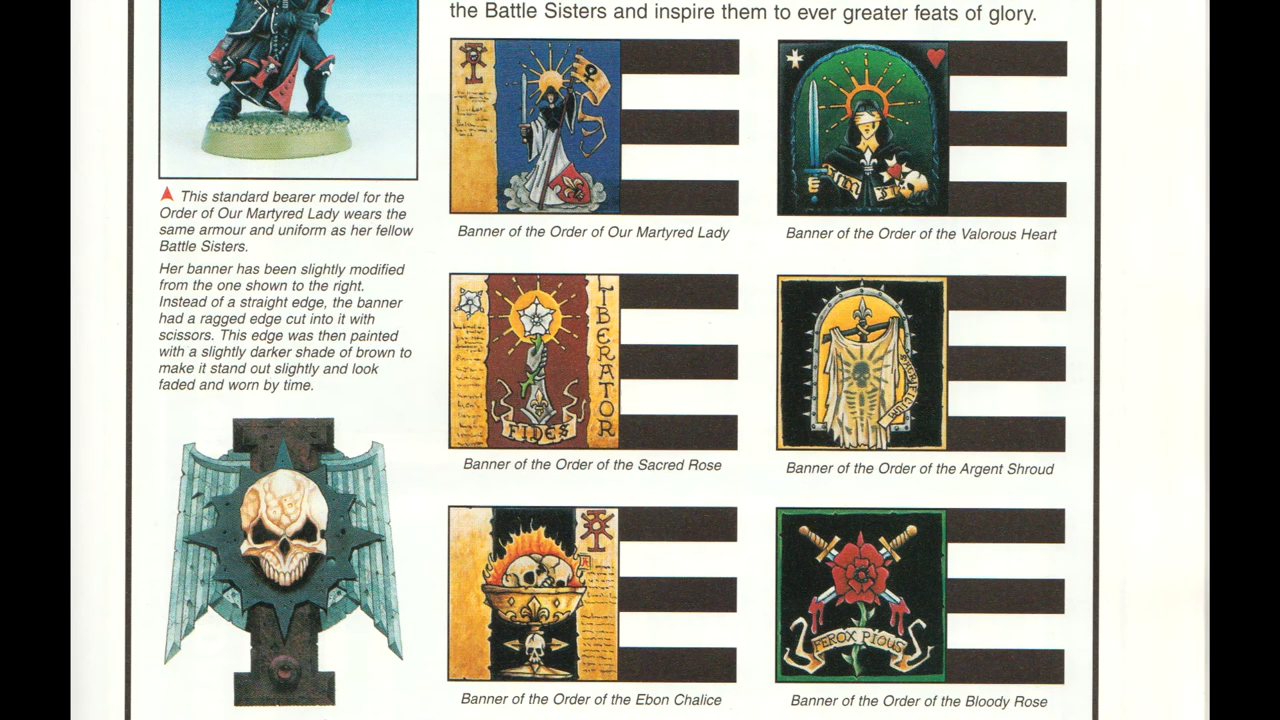 the Battle Sisters and inspire them to ever greater feats of glory.
This standard bearer model for the
Order of Our Martyred Lady wears the
same armour and uniform as her fellow
Battle Sisters.
Her banner has been slightly modified
from the one shown to the right.
Instead of a straight edge, the banner
had a ragged edge cut into it with
scissors. This edge was then painted
with a slightly darker shade of brown to
make it stand out slightly and look
faded and worn by time.
Banner of the Order of Our Martyred Lady
Banner of the Order of the Valorous Heart
LIBERATOR
FIDES
Banner of the Order of the Sacred Rose
Banner of the Order of the Argent Shroud
Banner of the Order of the Ebon Chalice
FEROX PIOUS
Banner of the Order of the Bloody Rose